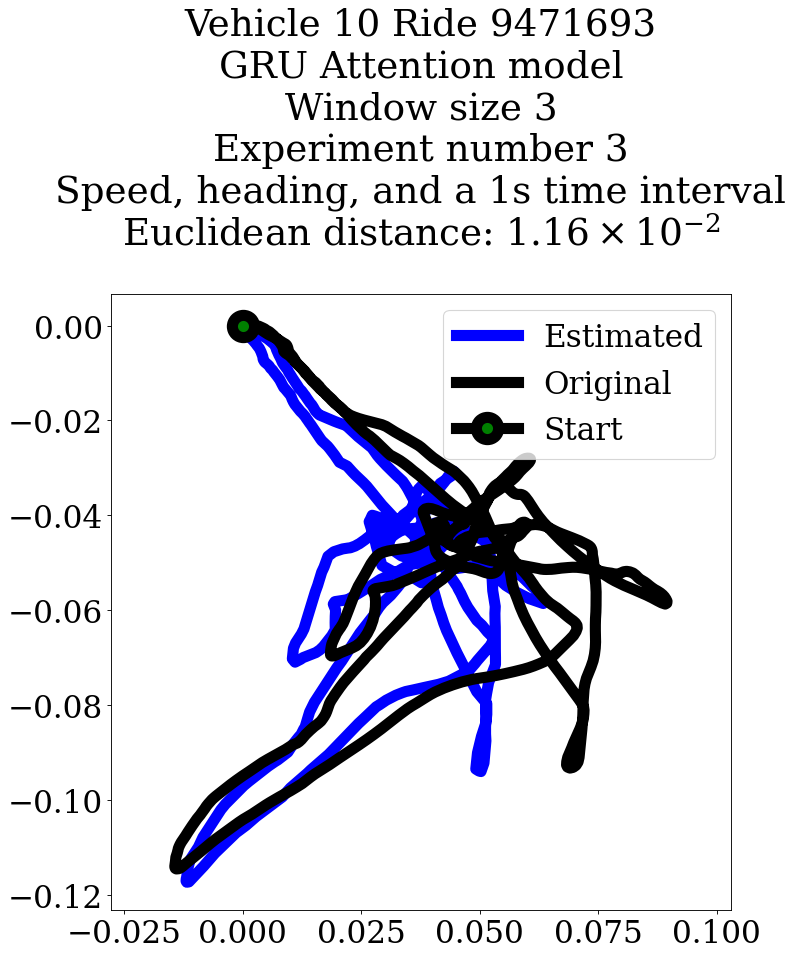 Vehicle 10 Ride 9471693
GRU Attention model
Window size 3
Experiment number 3
Speed, heading, and a 1s time interval
Euclidean distance: 1.16 × 10⁻²
Estimated
Original
Start
0.00
−0.02
−0.04
−0.06
−0.08
−0.10
−0.12
−0.025 0.000 0.025 0.050 0.075 0.100